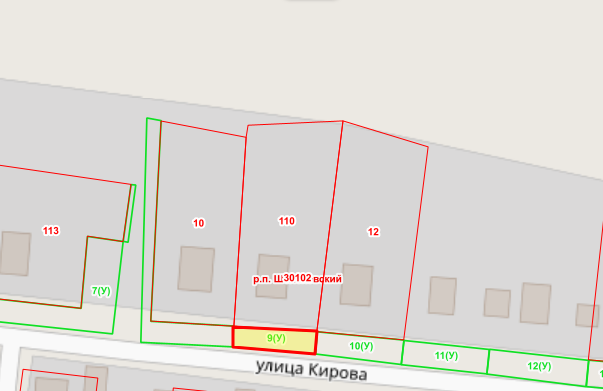 10
110
12
113
р.п. Ш30102вский
7(У)
9(У)
10(У)
11(У)
12(У)
улица Кирова